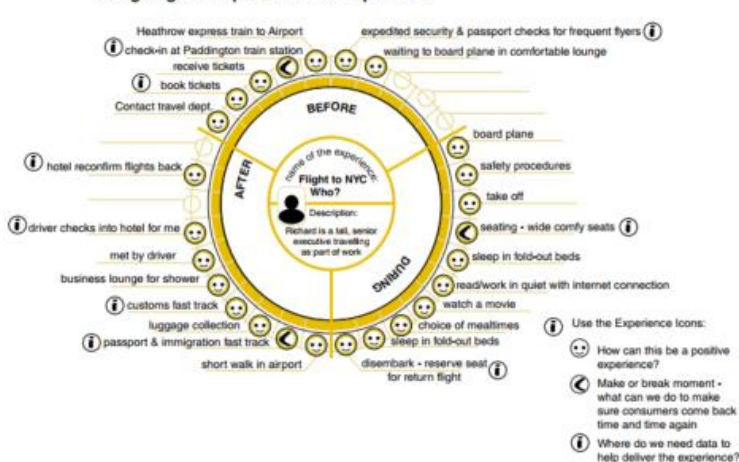 Heathrow express train to Airport
check-in at Paddington train station
receive tickets
book tickets
Contact travel dept.
expedited security & passport checks for frequent flyers
waiting to board plane in comfortable lounge
BEFORE
AFTER
DURING
name of the experience:
Flight to NYC
Who?
Description:
Richard is a tall, senior
executive travelling
as part of work
board plane
safety procedures
take off
seating - wide comfy seats
sleep in fold-out beds
read/work in quiet with internet connection
watch a movie
choice of mealtimes
sleep in fold-out beds
disembark - reserve seat
for return flight
hotel reconfirm flights back
driver checks into hotel for me
met by driver
business lounge for shower
customs fast track
luggage collection
passport & immigration fast track
short walk in airport
Use the Experience Icons:
How can this be a positive
experience?
Make or break moment -
what can we do to make
sure consumers come back
time and time again
Where do we need data to
help deliver the experience?